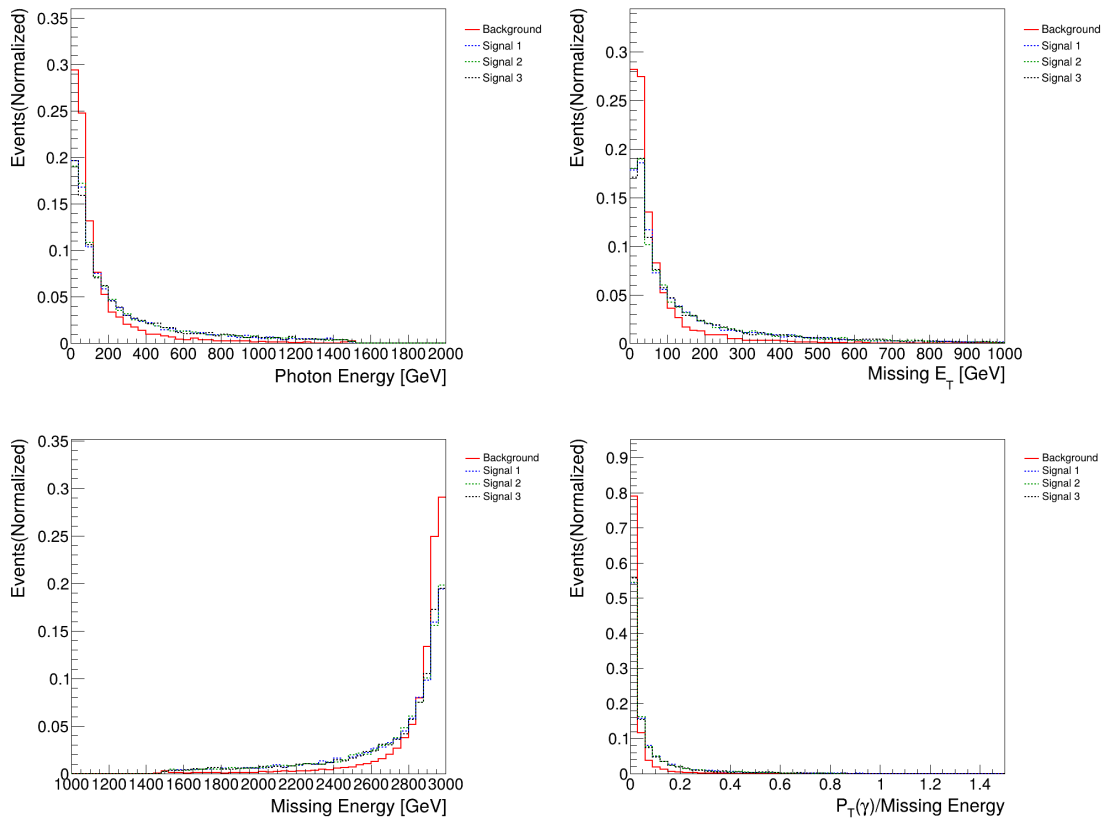 Events(Normalized)
0.35
0.3
0.25
0.2
0.15
0.1
0.05
0
0 200 400 600 800 1000 1200 1400 1600 1800 2000
Photon Energy [GeV]
Background
Signal 1
Signal 2
Signal 3
Events(Normalized)
0.3
0.25
0.2
0.15
0.1
0.05
0
0 100 200 300 400 500 600 700 800 900 1000
Missing E_T [GeV]
Background
Signal 1
Signal 2
Signal 3
Events(Normalized)
0.35
0.3
0.25
0.2
0.15
0.1
0.05
0
1000 1200 1400 1600 1800 2000 2200 2400 2600 2800 3000
Missing Energy [GeV]
Background
Signal 1
Signal 2
Signal 3
Events(Normalized)
0.9
0.8
0.7
0.6
0.5
0.4
0.3
0.2
0.1
0
0 0.2 0.4 0.6 0.8 1 1.2 1.4
P_T(γ)/Missing Energy
Background
Signal 1
Signal 2
Signal 3